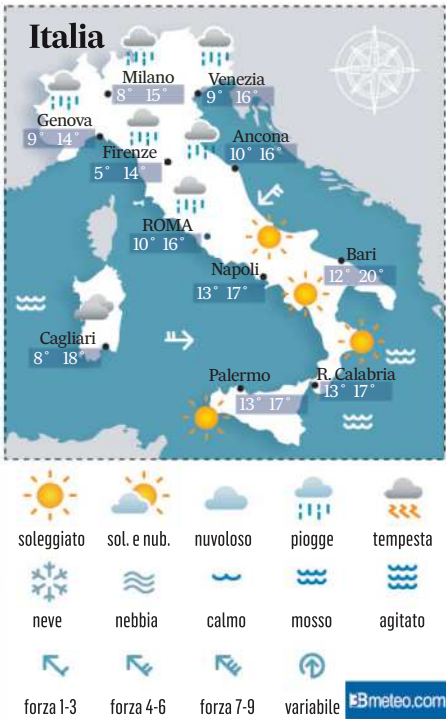 Italia
Milano
8° 15°
Venezia
9° 16°
Genova
9° 14°
Firenze
5° 14°
Ancona
10° 16°
ROMA
10° 16°
Napoli
13° 17°
Bari
12° 20°
Cagliari
8° 18°
Palermo
13° 17°
R. Calabria
13° 17°
soleggiato sol. e nub. nuvoloso piogge tempesta
neve nebbia calmo mosso agitato
forza 1-3 forza 4-6 forza 7-9 variabile
3Bmeteo.com